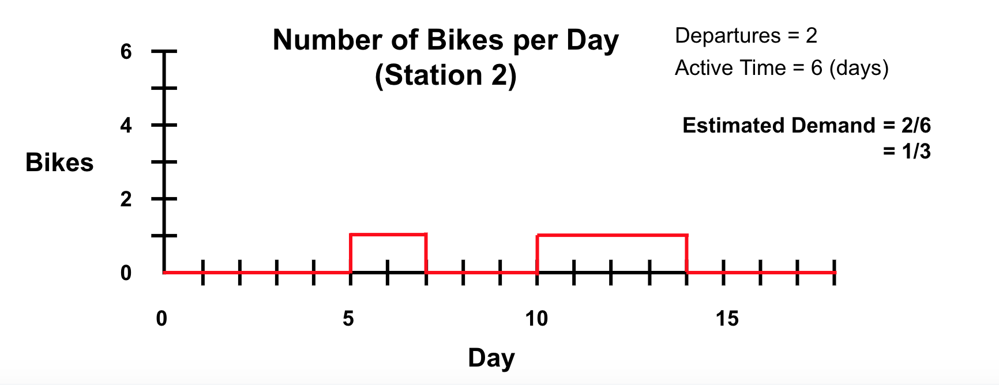 Number of Bikes per Day
(Station 2)
Departures = 2
Active Time = 6 (days)
Estimated Demand = 2/6
= 1/3
6
4
Bikes
2
0
0 5 10 15
Day